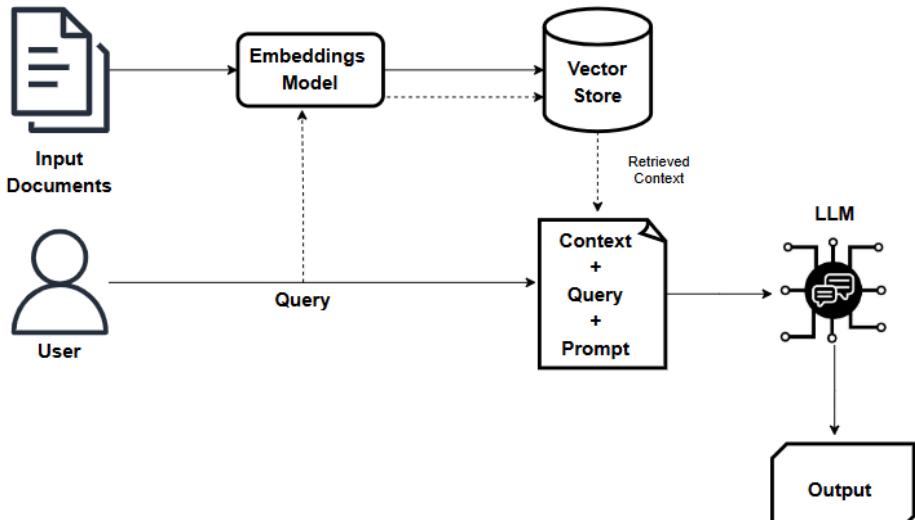 Embeddings
Model
Vector
Store
Input
Documents
Retrieved
Context
LLM
Context
+
Query
+
Prompt
Query
User
Output